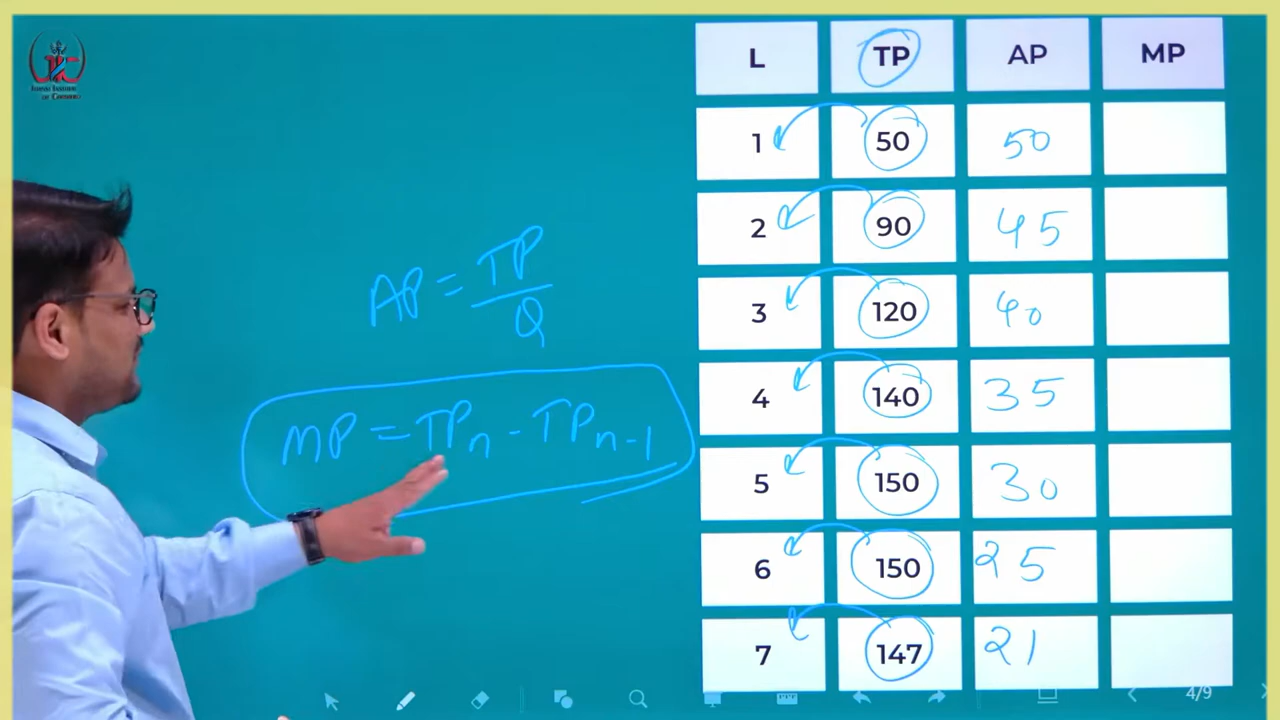 L TP AP MP
1 50 50
2 90 45
3 120 40
4 140 35
5 150 30
6 150 25
7 147 21
AP = TP/Q
MP = TPn - TPn-1
4/9